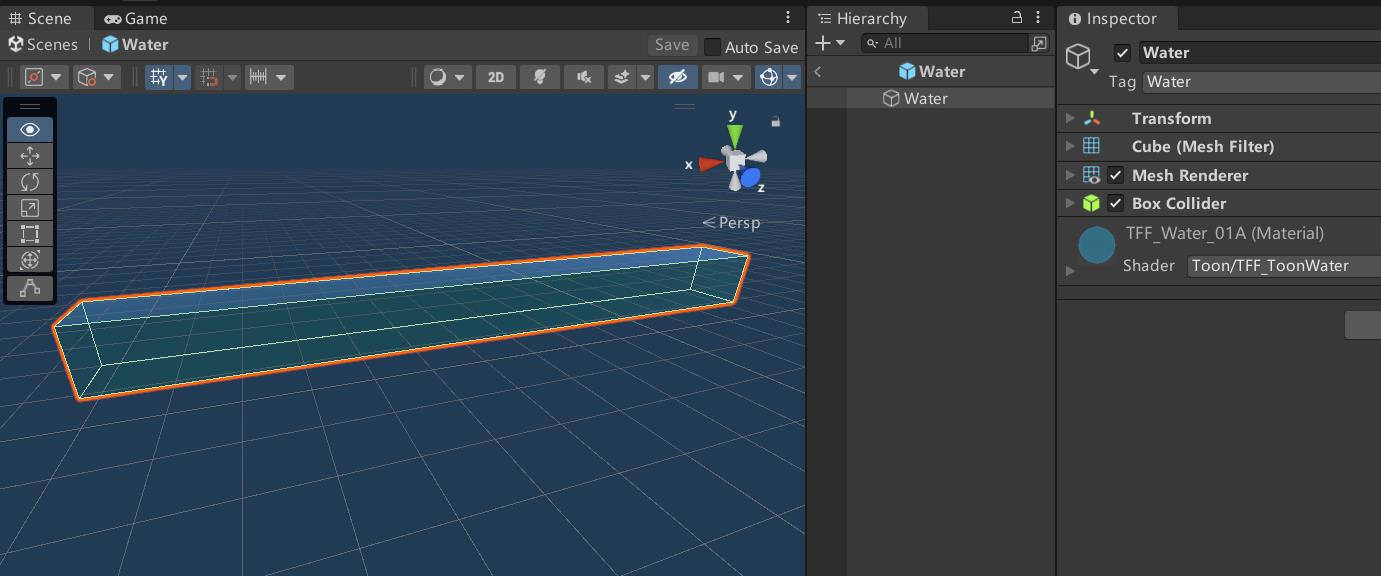 Scene
Game
Scenes | Water
Save
Auto Save
2D
y
x
z
Persp
Hierarchy
All
Water
Water
Inspector
Water
Tag Water
Transform
Cube (Mesh Filter)
Mesh Renderer
Box Collider
TFF_Water_01A (Material)
Shader Toon/TFF_ToonWater